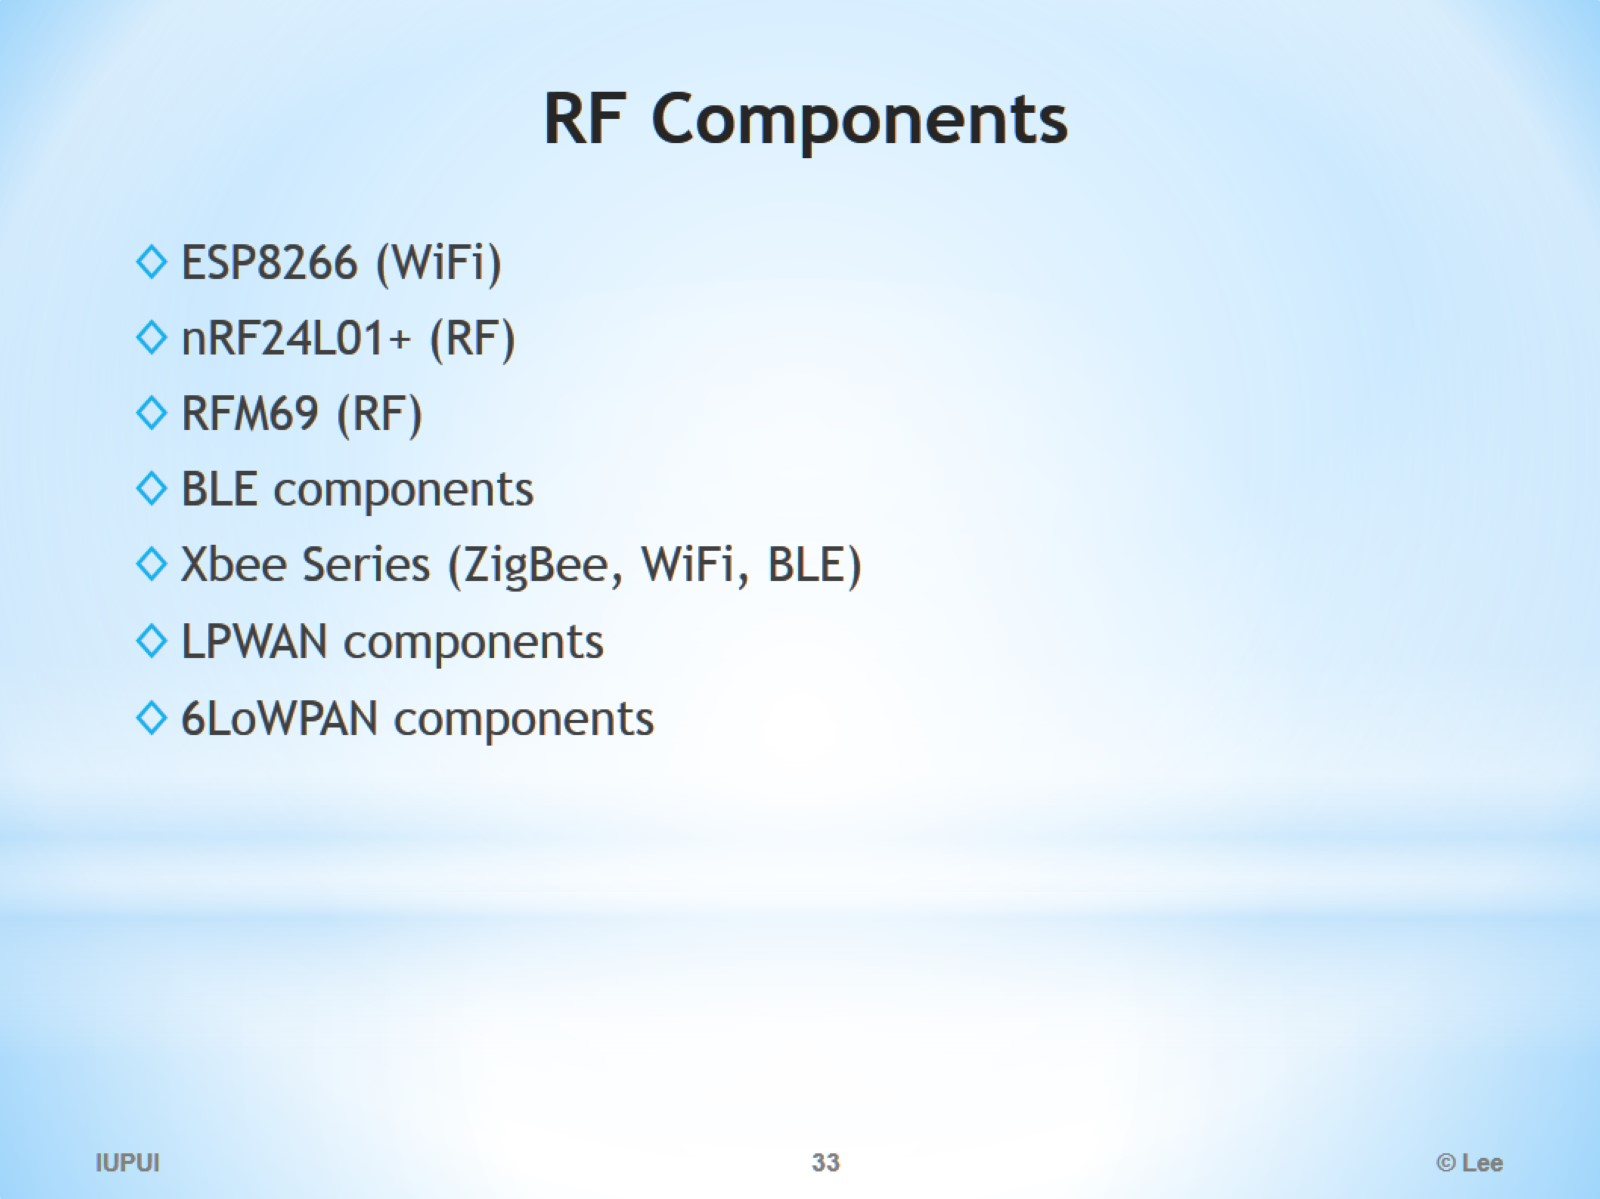 RF Components
ESP8266 (WiFi)
nRF24L01+ (RF)
RFM69 (RF)
BLE components
Xbee Series (ZigBee, WiFi, BLE)
LPWAN components
6LoWPAN components
IUPUI 33 © Lee